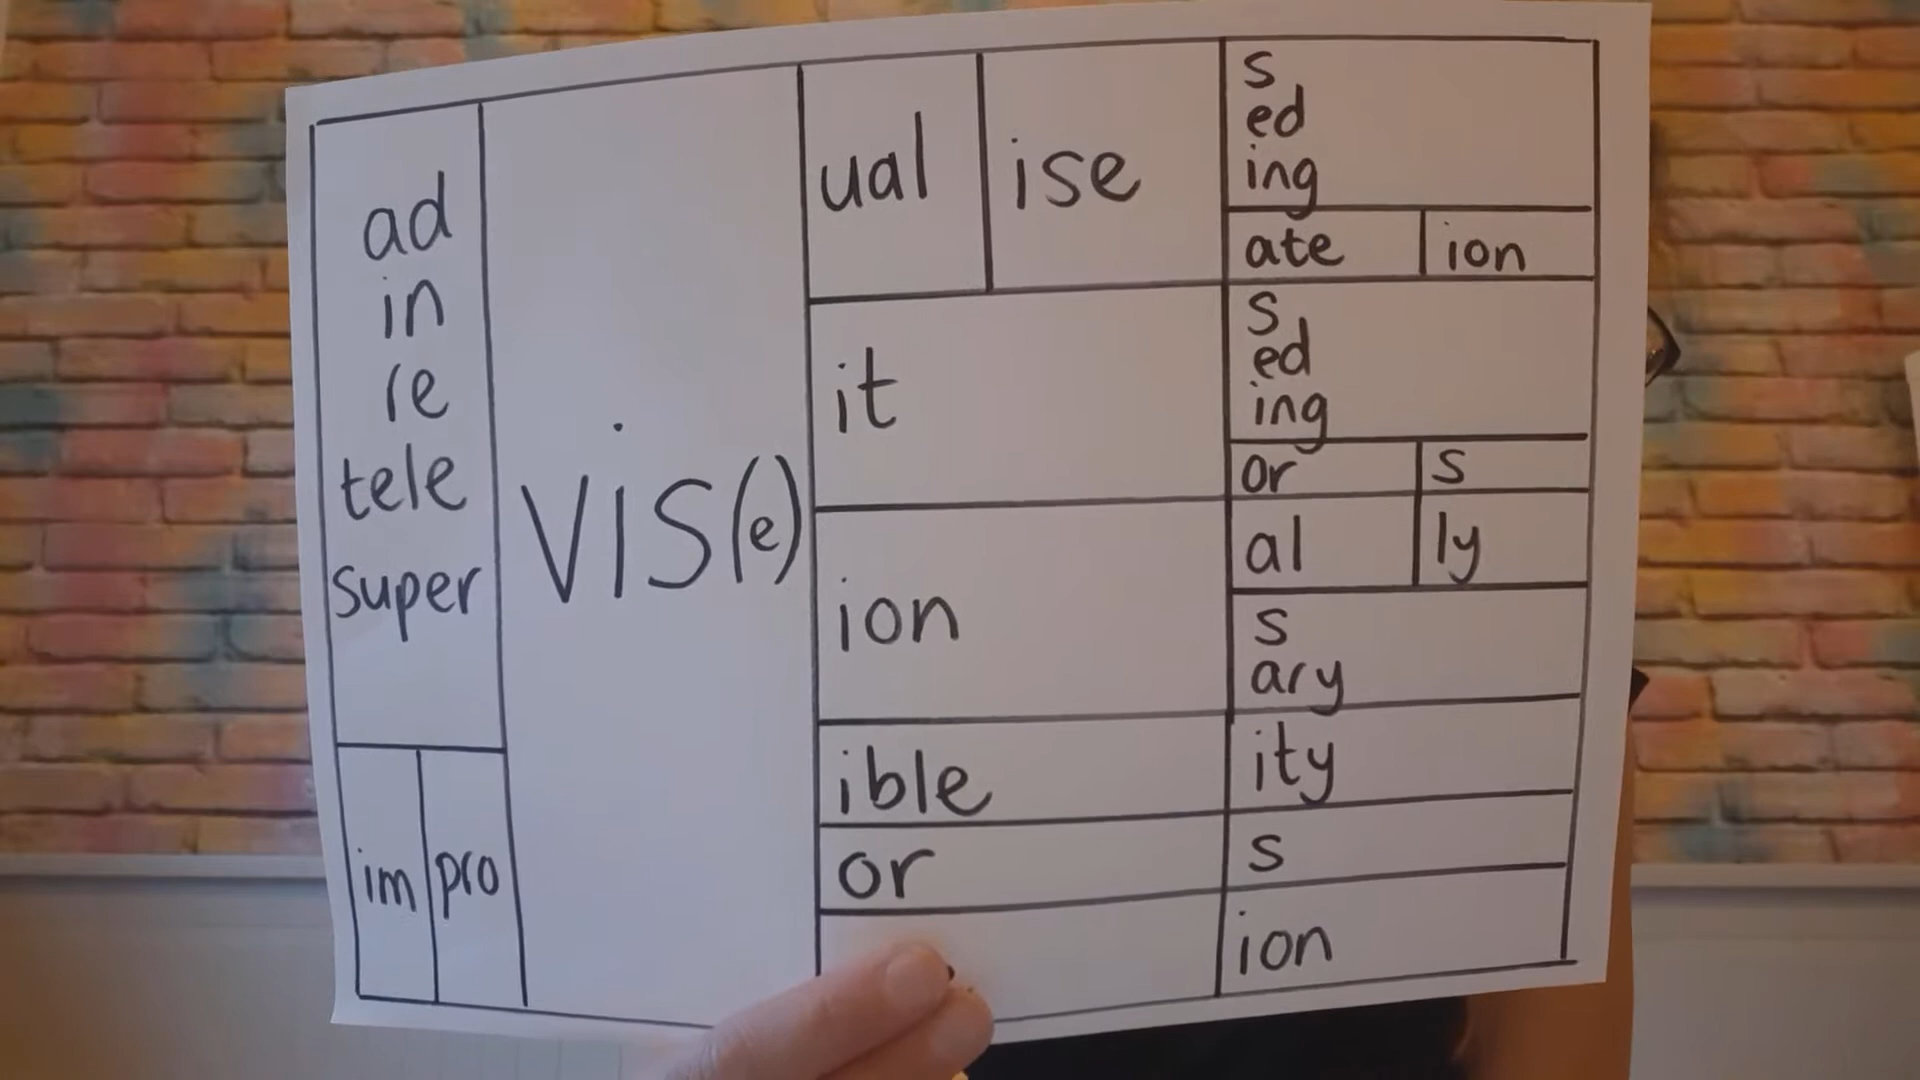 ad
in
re
tele
super
im pro
vis(e)
ual ise
it
ion
ible
or
s
ed
ing
ate ion
s
ed
ing
or s
al ly
s
ary
ity
s
ion